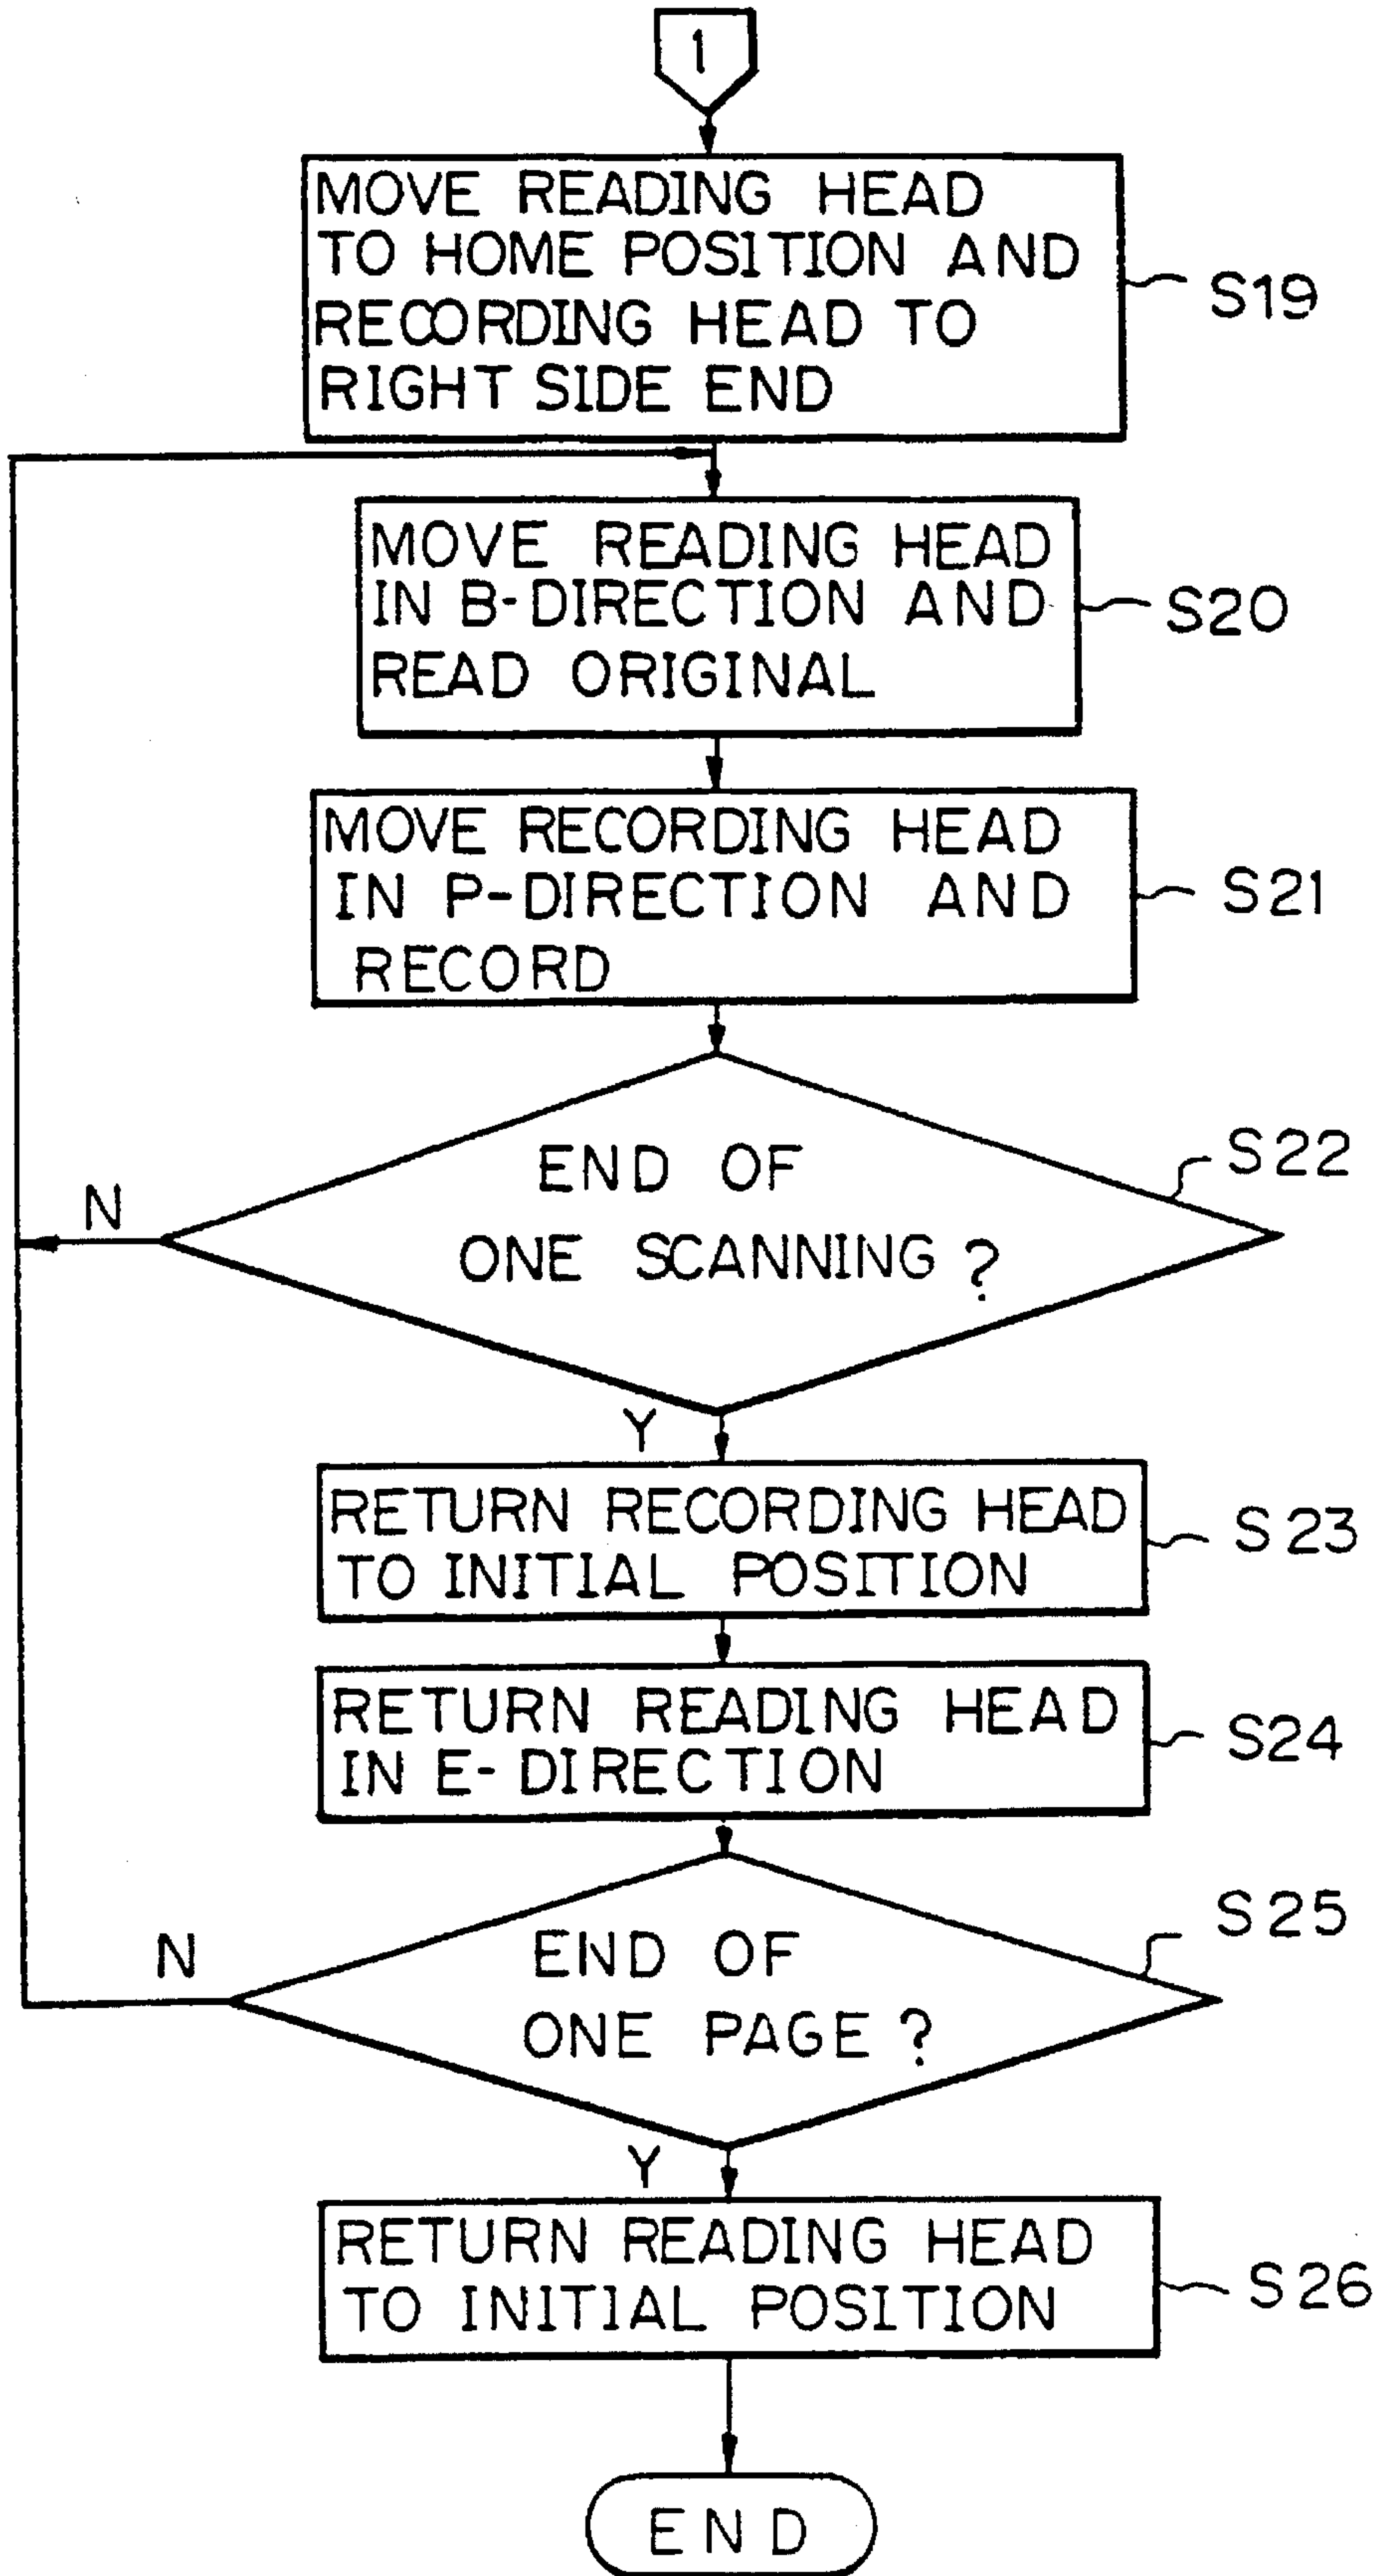 1
MOVE READING HEAD
TO HOME POSITION AND
RECORDING HEAD TO
RIGHT SIDE END
S19
MOVE READING HEAD
IN B-DIRECTION AND
READ ORIGINAL
S20
MOVE RECORDING HEAD
IN P-DIRECTION AND
RECORD
S21
END OF
ONE SCANNING?
S22
N
Y
RETURN RECORDING HEAD
TO INITIAL POSITION
S23
RETURN READING HEAD
IN E-DIRECTION
S24
END OF
ONE PAGE?
S25
N
Y
RETURN READING HEAD
TO INITIAL POSITION
S26
END